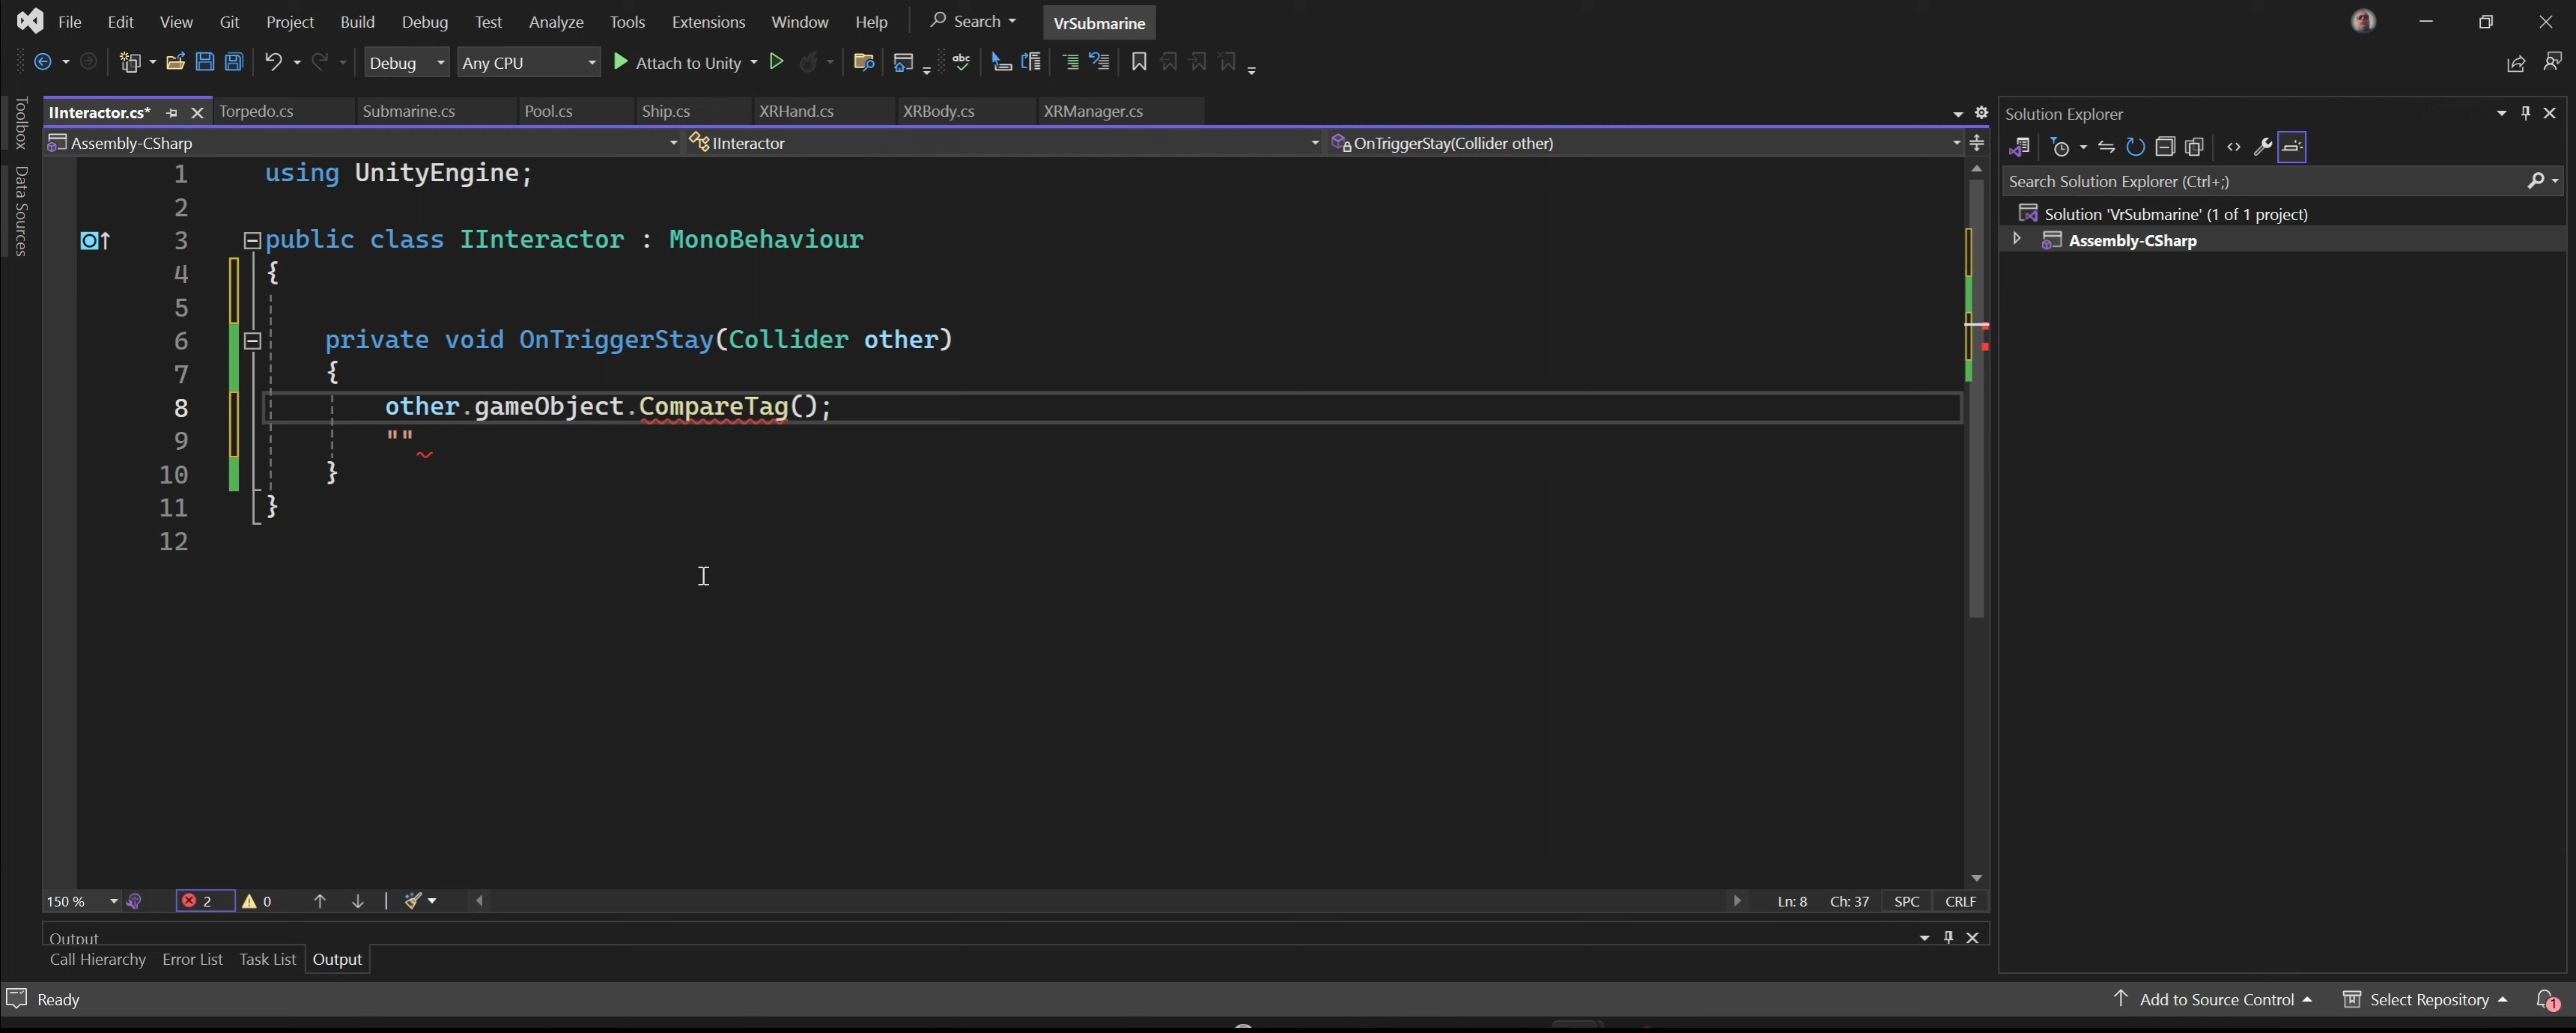 File Edit View Git Project Build Debug Test Analyze Tools Extensions Window Help Search VrSubmarine
Debug Any CPU Attach to Unity
Toolbox
Data Sources
IInteractor.cs* Torpedo.cs Submarine.cs Pool.cs Ship.cs XRHand.cs XRBody.cs XRManager.cs
Assembly-CSharp IInteractor OnTriggerStay(Collider other)
1 using UnityEngine;
2
3 public class IInteractor : MonoBehaviour
4 {
5
6 private void OnTriggerStay(Collider other)
7 {
8 other.gameObject.CompareTag();
9 ""
10 }
11 }
12
150 % 2 0 Ln: 8 Ch: 37 SPC CRLF
Output
Call Hierarchy Error List Task List Output
Solution Explorer
Search Solution Explorer (Ctrl+;)
Solution 'VrSubmarine' (1 of 1 project)
Assembly-CSharp
Ready Add to Source Control Select Repository 1